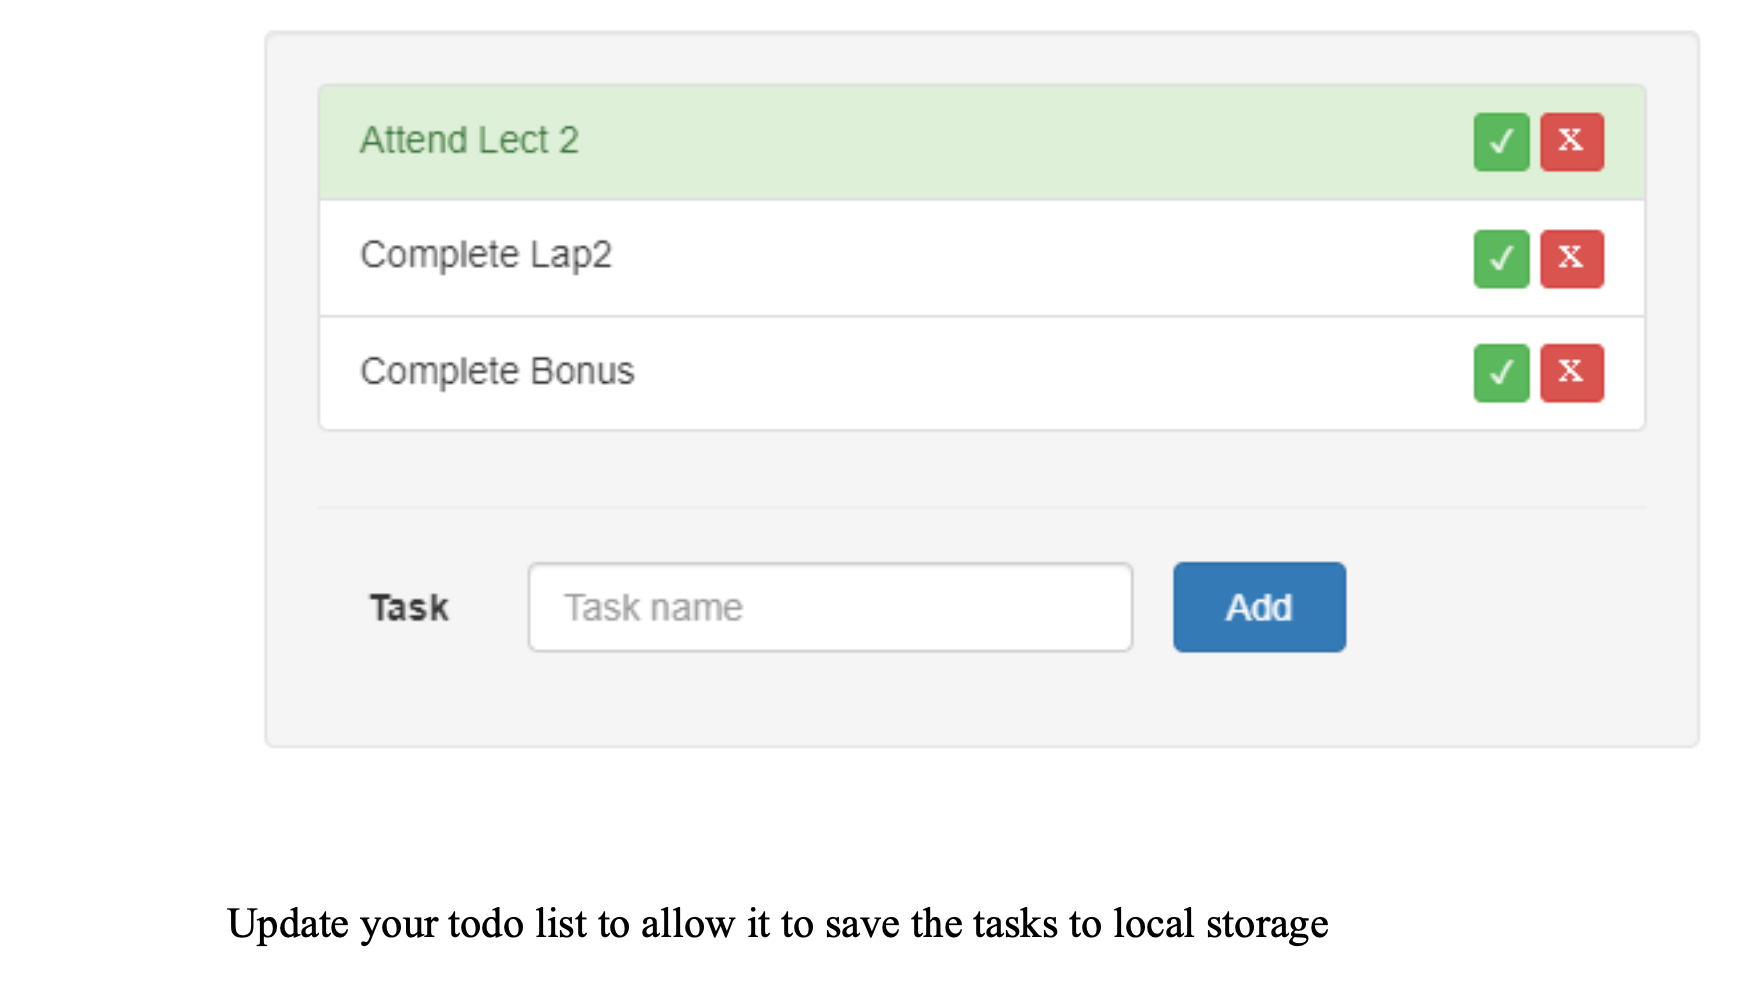 Attend Lect 2 ✓ X
Complete Lap2 ✓ X
Complete Bonus ✓ X
Task Task name Add
Update your todo list to allow it to save the tasks to local storage